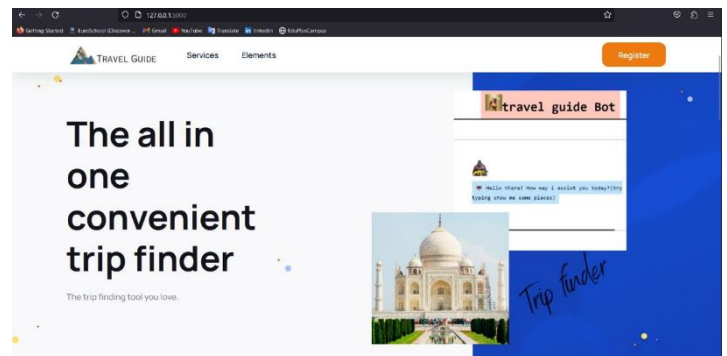 127.0.0.1:5000
Getting Started
Gmail
YouTube
Translate
linkedin
EduPlusCampus
TRAVEL GUIDE
Services
Elements
Register
travel guide Bot
The all in
one
convenient
trip finder
Hello there! How may i assist you today?(try
typing show me some places)
Trip finder
The trip finding tool you love.